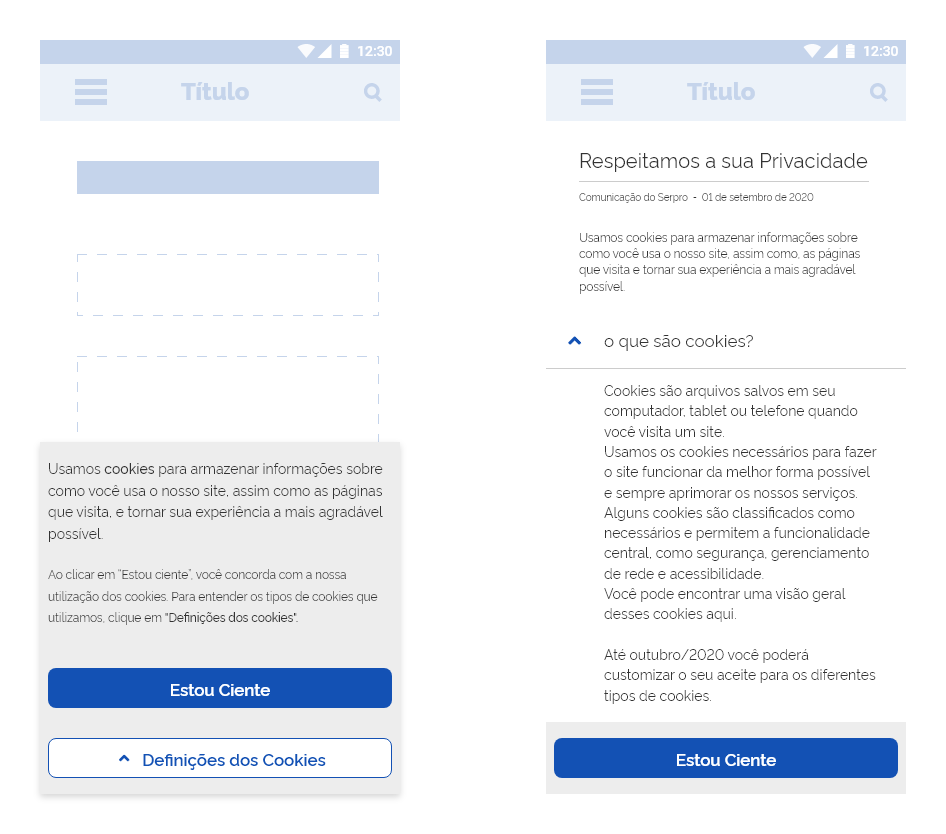 12:30
Título
Usamos cookies para armazenar informações sobre
como você usa o nosso site, assim como as páginas
que visita, e tornar sua experiência a mais agradável
possível.
Ao clicar em “Estou ciente”, você concorda com a nossa
utilização dos cookies. Para entender os tipos de cookies que
utilizamos, clique em "Definições dos cookies".
Estou Ciente
Definições dos Cookies
12:30
Título
Respeitamos a sua Privacidade
Comunicação do Serpro - 01 de setembro de 2020
Usamos cookies para armazenar informações sobre
como você usa o nosso site, assim como, as páginas
que visita e tornar sua experiência a mais agradável
possível.
o que são cookies?
Cookies são arquivos salvos em seu
computador, tablet ou telefone quando
você visita um site.
Usamos os cookies necessários para fazer
o site funcionar da melhor forma possível
e sempre aprimorar os nossos serviços.
Alguns cookies são classificados como
necessários e permitem a funcionalidade
central, como segurança, gerenciamento
de rede e acessibilidade.
Você pode encontrar uma visão geral
desses cookies aqui.
Até outubro/2020 você poderá
customizar o seu aceite para os diferentes
tipos de cookies.
Estou Ciente